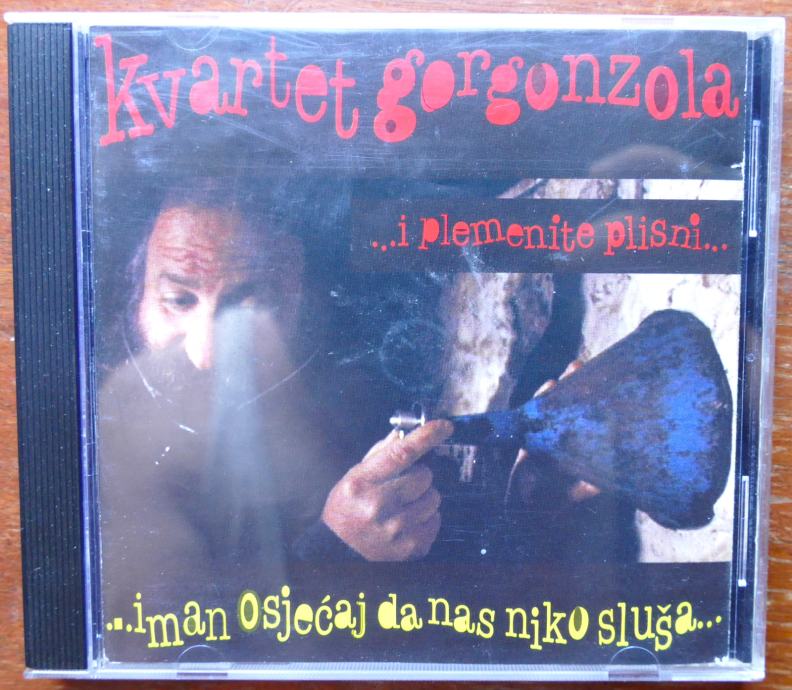 kvartet gorgonzola
...i plemenite plisni...
...iman osjećaj da nas niko sluša...